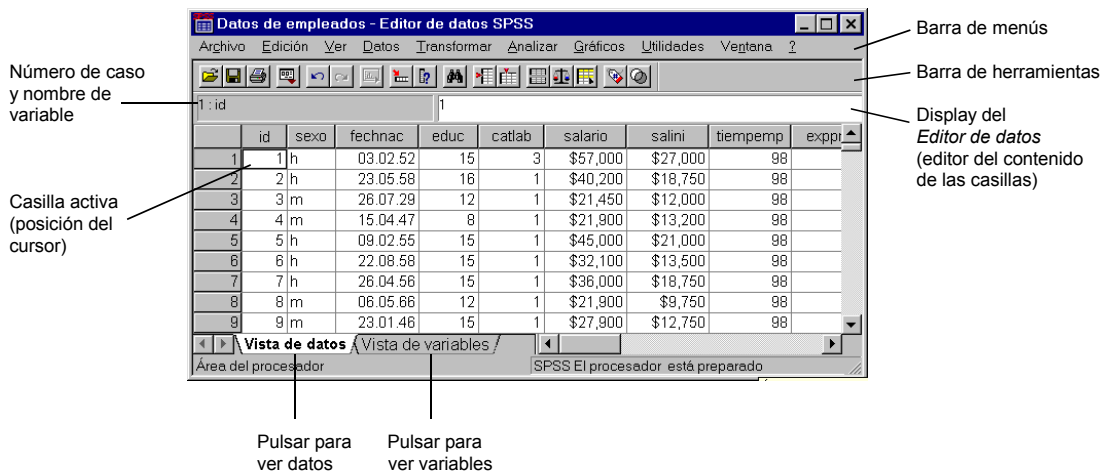 Datos de empleados - Editor de datos SPSS
Archivo Edición Ver Datos Transformar Analizar Gráficos Utilidades Ventana ?
Barra de menús
Barra de herramientas
Número de caso
y nombre de
variable
1 : id 1
Display del
Editor de datos
(editor del contenido
de las casillas)
id sexo fechnac educ catlab salario salini tiempemp
1 1 h 03.02.52 15 3 $57,000 $27,000 98
2 2 h 23.05.58 16 1 $40,200 $18,750 98
3 3 m 26.07.29 12 1 $21,450 $12,000 98
4 4 m 15.04.47 8 1 $21,900 $13,200 98
5 5 h 09.02.55 15 1 $45,000 $21,000 98
6 6 h 22.08.58 15 1 $32,100 $13,500 98
7 7 h 26.04.56 15 1 $36,000 $18,750 98
8 8 m 06.05.66 12 1 $21,900 $9,750 98
9 9 m 23.01.46 15 1 $27,900 $12,750 98
Casilla activa
(posición del
cursor)
Vista de datos Vista de variables
Área del procesador SPSS El procesador está preparado
Pulsar para
ver datos
Pulsar para
ver variables